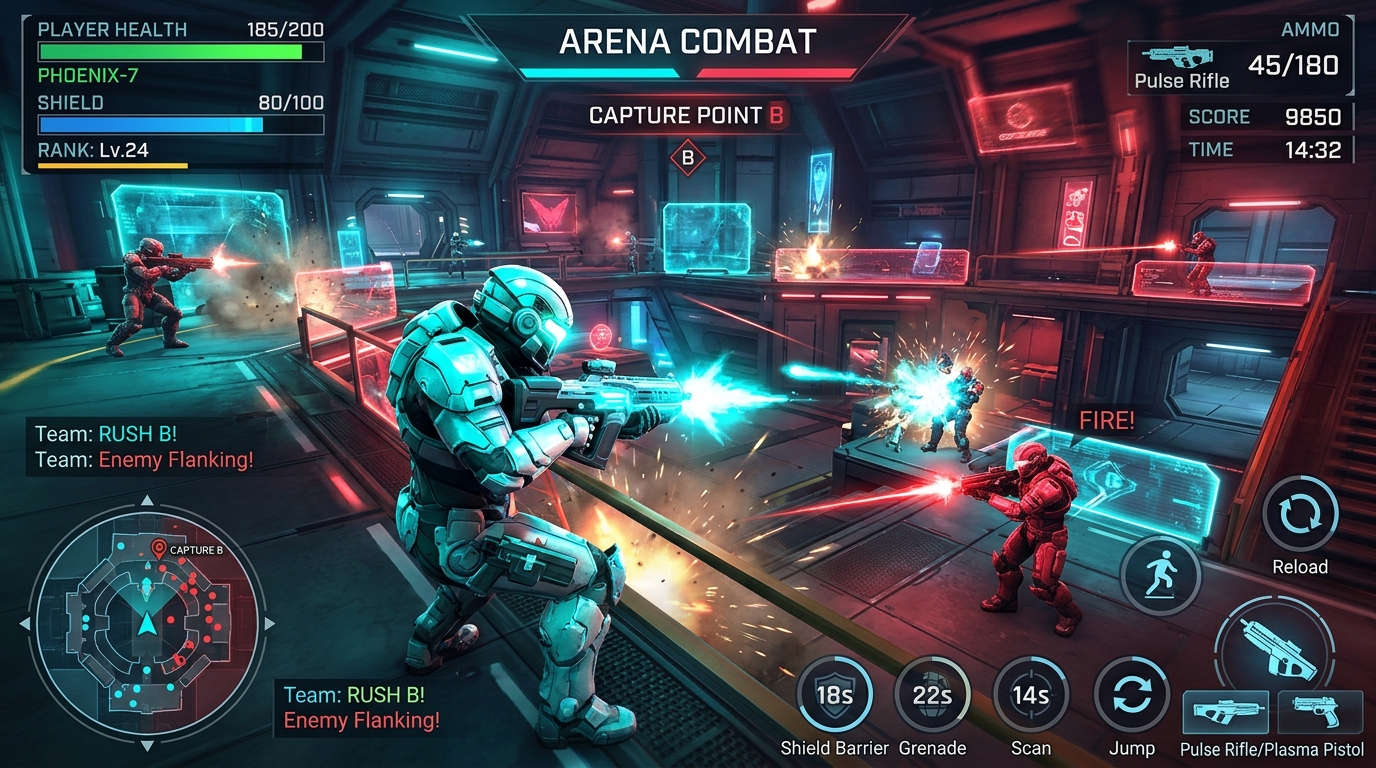 PLAYER HEALTH 185/200
PHOENIX-7
SHIELD 80/100
RANK: Lv.24
ARENA COMBAT
CAPTURE POINT B
B
AMMO
Pulse Rifle 45/180
SCORE 9850
TIME 14:32
Team: RUSH B!
Team: Enemy Flanking!
FIRE!
CAPTURE B
Team: RUSH B!
Enemy Flanking!
Reload
18s
22s
14s
Shield Barrier
Grenade
Scan
Jump
Pulse Rifle/Plasma Pistol